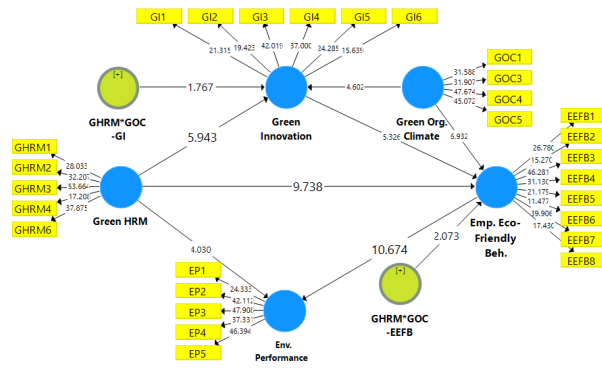 GI1 GI2 GI3 GI4 GI5 GI6
21.315 19.423 42.019 37.000 24.285 15.639
[+]
GHRM*GOC
-GI
1.767
Green
Innovation
4.602
Green Org.
Climate
31.586
31.907
47.674
45.072
GOC1
GOC3
GOC4
GOC5
5.943
5.326
6.932
GHRM1
GHRM2
GHRM3
GHRM4
GHRM6
28.033
32.207
53.664
17.208
37.875
Green HRM
9.738
Emp. Eco-
Friendly
Beh.
26.780
15.270
46.281
31.130
21.179
11.477
39.906
17.430
EEFB1
EEFB2
EEFB3
EEFB4
EEFB5
EEFB6
EEFB7
EEFB8
4.030
10.674
2.073
[+]
GHRM*GOC
-EEFB
EP1
EP2
EP3
EP4
EP5
24.333
42.112
47.908
37.331
46.394
Env.
Performance